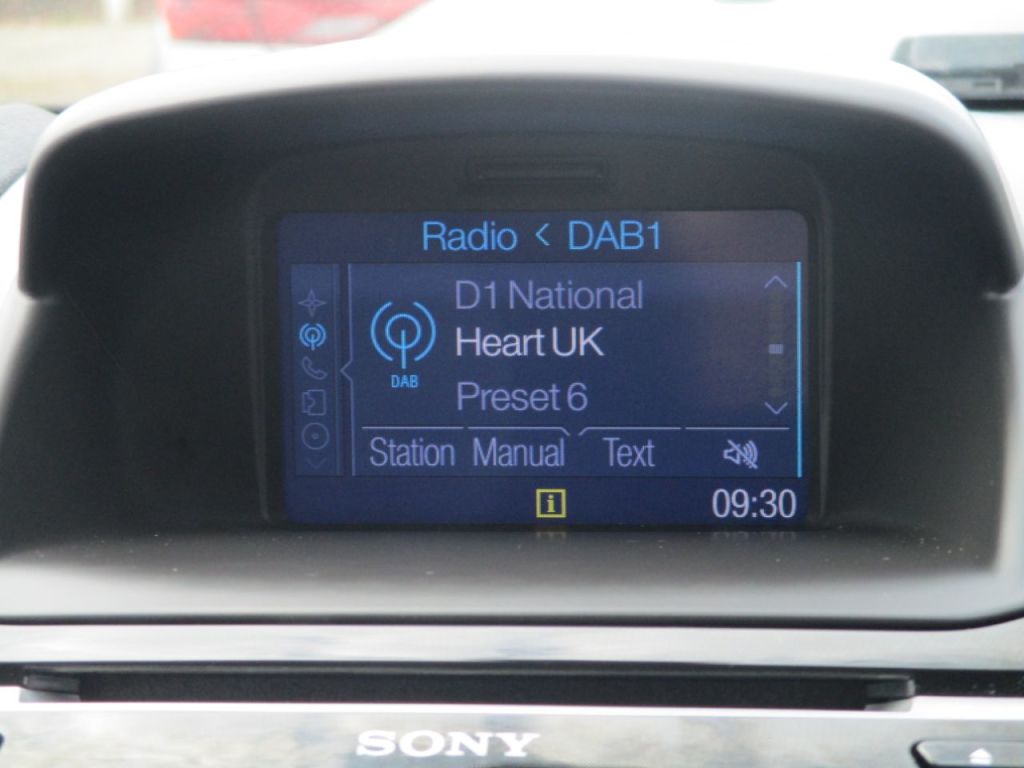 Radio < DAB1
D1 National
Heart UK
DAB
Preset 6
Station Manual Text
i 09:30
SONY